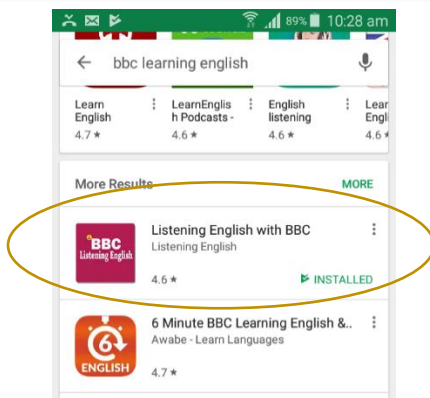 89% 10:28 am
bbc learning english
Learn
English
4.7 ★
LearnEnglis
h Podcasts -
4.6 ★
English
listening
4.6 ★
Lear
Engli
4.6
More Results
MORE
BBC
Listening English
Listening English with BBC
Listening English
4.6 ★
INSTALLED
6
ENGLISH
6 Minute BBC Learning English &..
Awabe - Learn Languages
4.7 ★